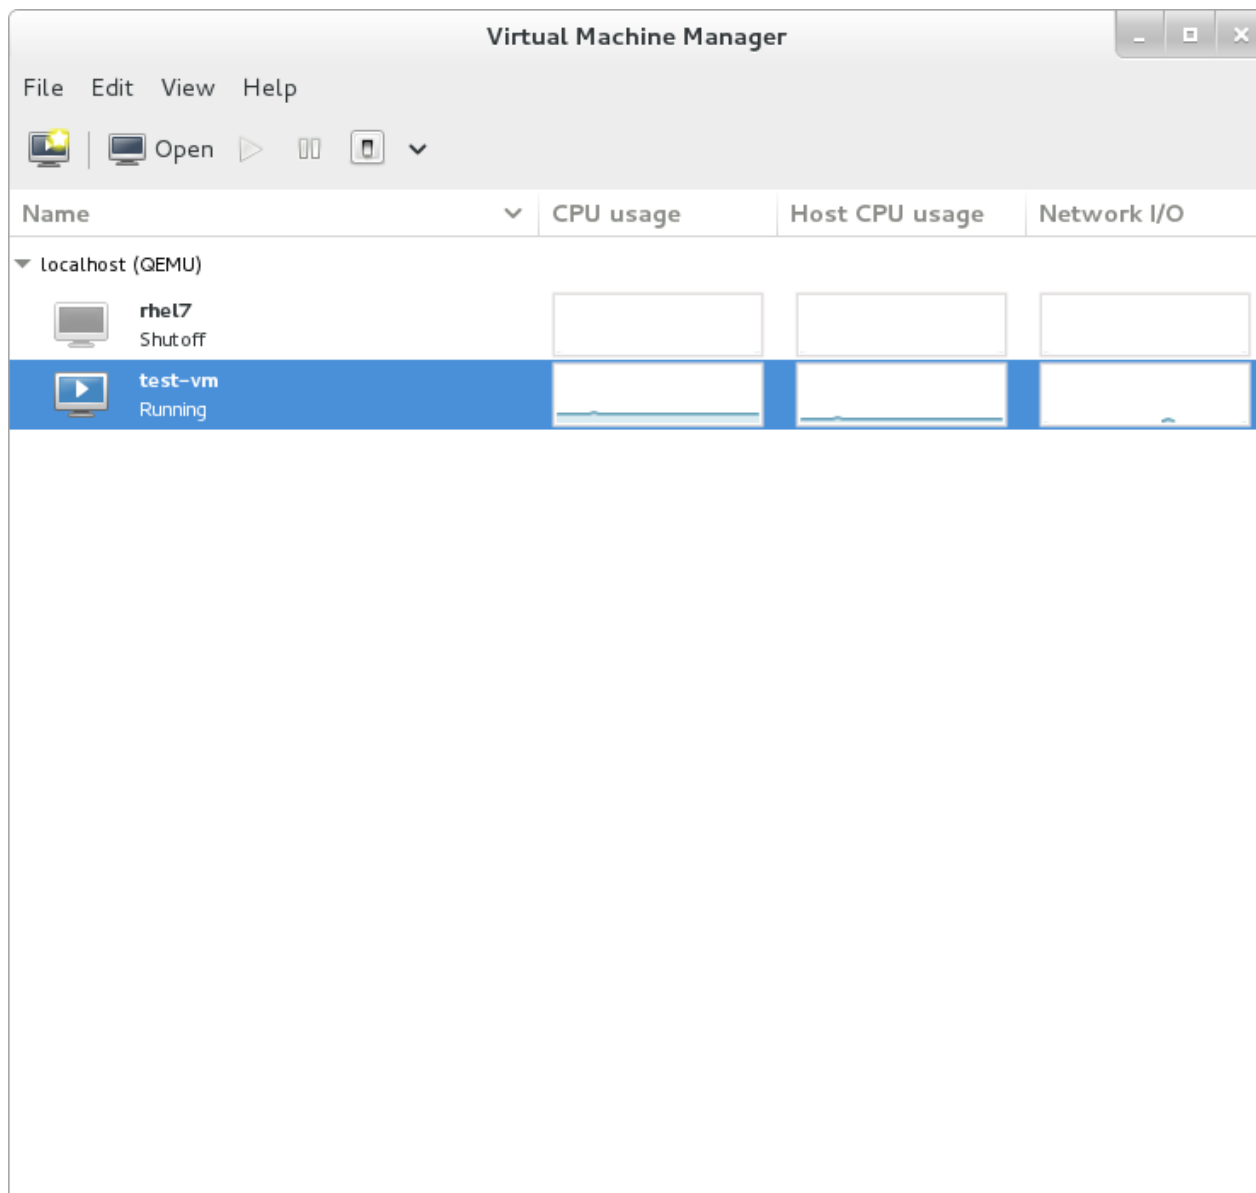 Virtual Machine Manager
File Edit View Help
Open
Name CPU usage Host CPU usage Network I/O
localhost (QEMU)
rhel7
Shutoff
test-vm
Running